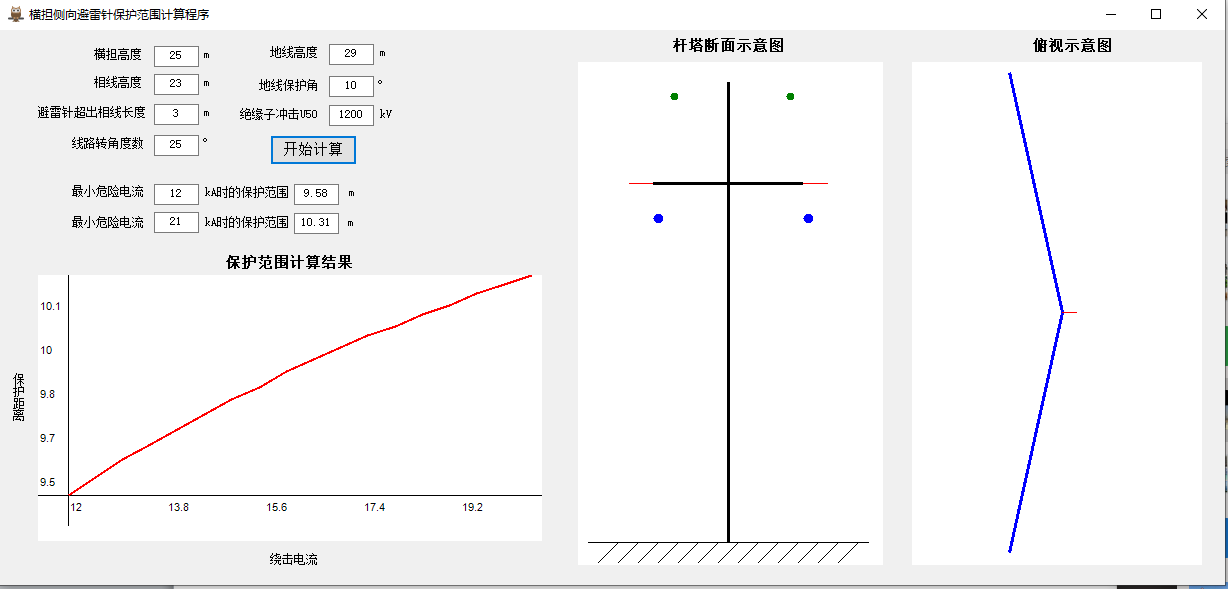 横担侧向避雷针保护范围计算程序
横担高度 25 m 地线高度 29 m
相线高度 23 m 地线保护角 10 °
避雷针超出相线长度 3 m 绝缘子冲击U50 1200 kV
线路转角度数 25 °
开始计算
最小危险电流 12 kA时的保护范围 9.58 m
最小危险电流 21 kA时的保护范围 10.31 m
保护范围计算结果
10.1
10
9.8
9.7
9.5
保护距离
12 13.8 15.6 17.4 19.2
绕击电流
杆塔断面示意图
俯视示意图